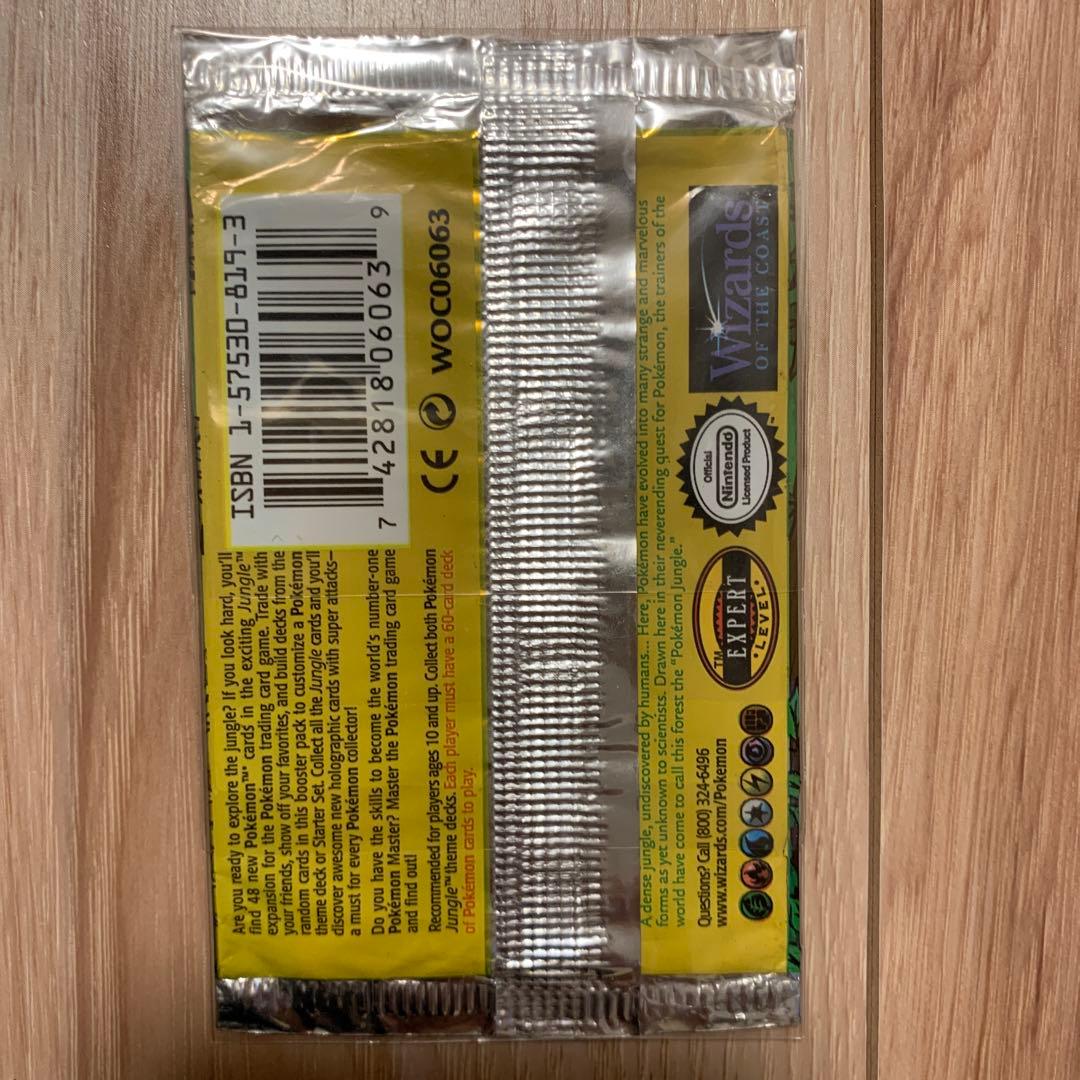 Are you ready to explore the jungle? If you look hard, you'll
find 48 new Pokémon™ cards in the exciting Jungle™
expansion for the Pokémon trading card game. Trade with
your friends, show off your favorites, and build decks from the
random cards in this booster pack to customize a Pokémon
theme deck or Starter Set. Collect all the Jungle cards and you'll
discover awesome new holographic cards with super attacks–
a must for every Pokémon collector!
Do you have the skills to become the world's number-one
Pokémon Master? Master the Pokémon trading card game
and find out!
Recommended for players ages 10 and up. Collect both Pokémon
Jungle™ theme decks. Each player must have a 60-card deck
of Pokémon cards to play.
ISBN 1-57530-819-3
7 42818 06063 9
CE WOC06063
A dense jungle, undiscovered by humans... Here, Pokémon have evolved into many strange and marvelous
forms as yet unknown to scientists. Drawn here in their neverending quest for Pokémon, the trainers of the
world have come to call this forest the "Pokémon Jungle."
Questions? Call (800) 324-6496
www.wizards.com/Pokemon
TM
EXPERT
•LEVEL•
Official
Nintendo
Licensed Product
™
Wizards
OF THE COAST®